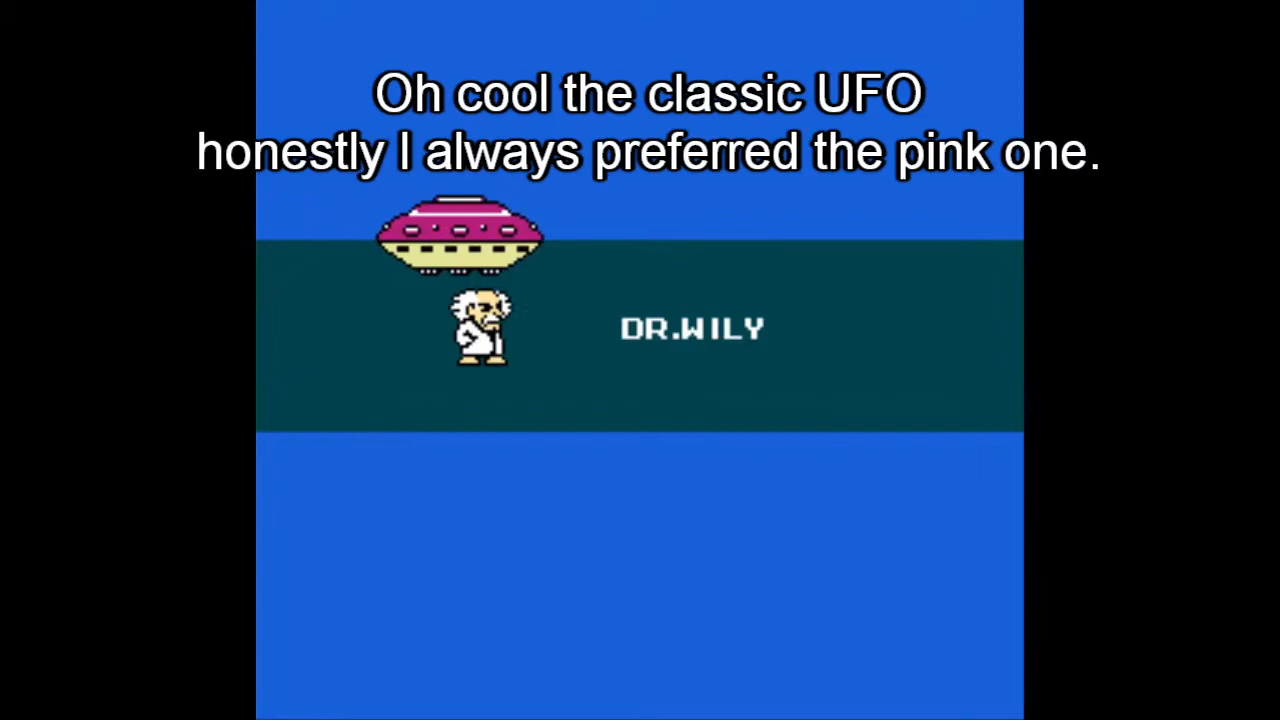 Oh cool the classic UFO
honestly I always preferred the pink one.
DR.WILY